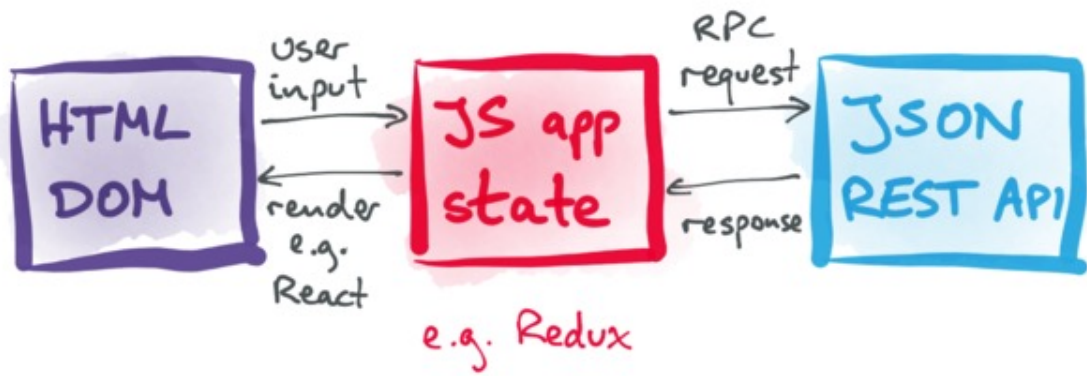 HTML
DOM
user
input
render
e.g.
React
JS app
state
e.g. Redux
RPC
request
response
JSON
REST API